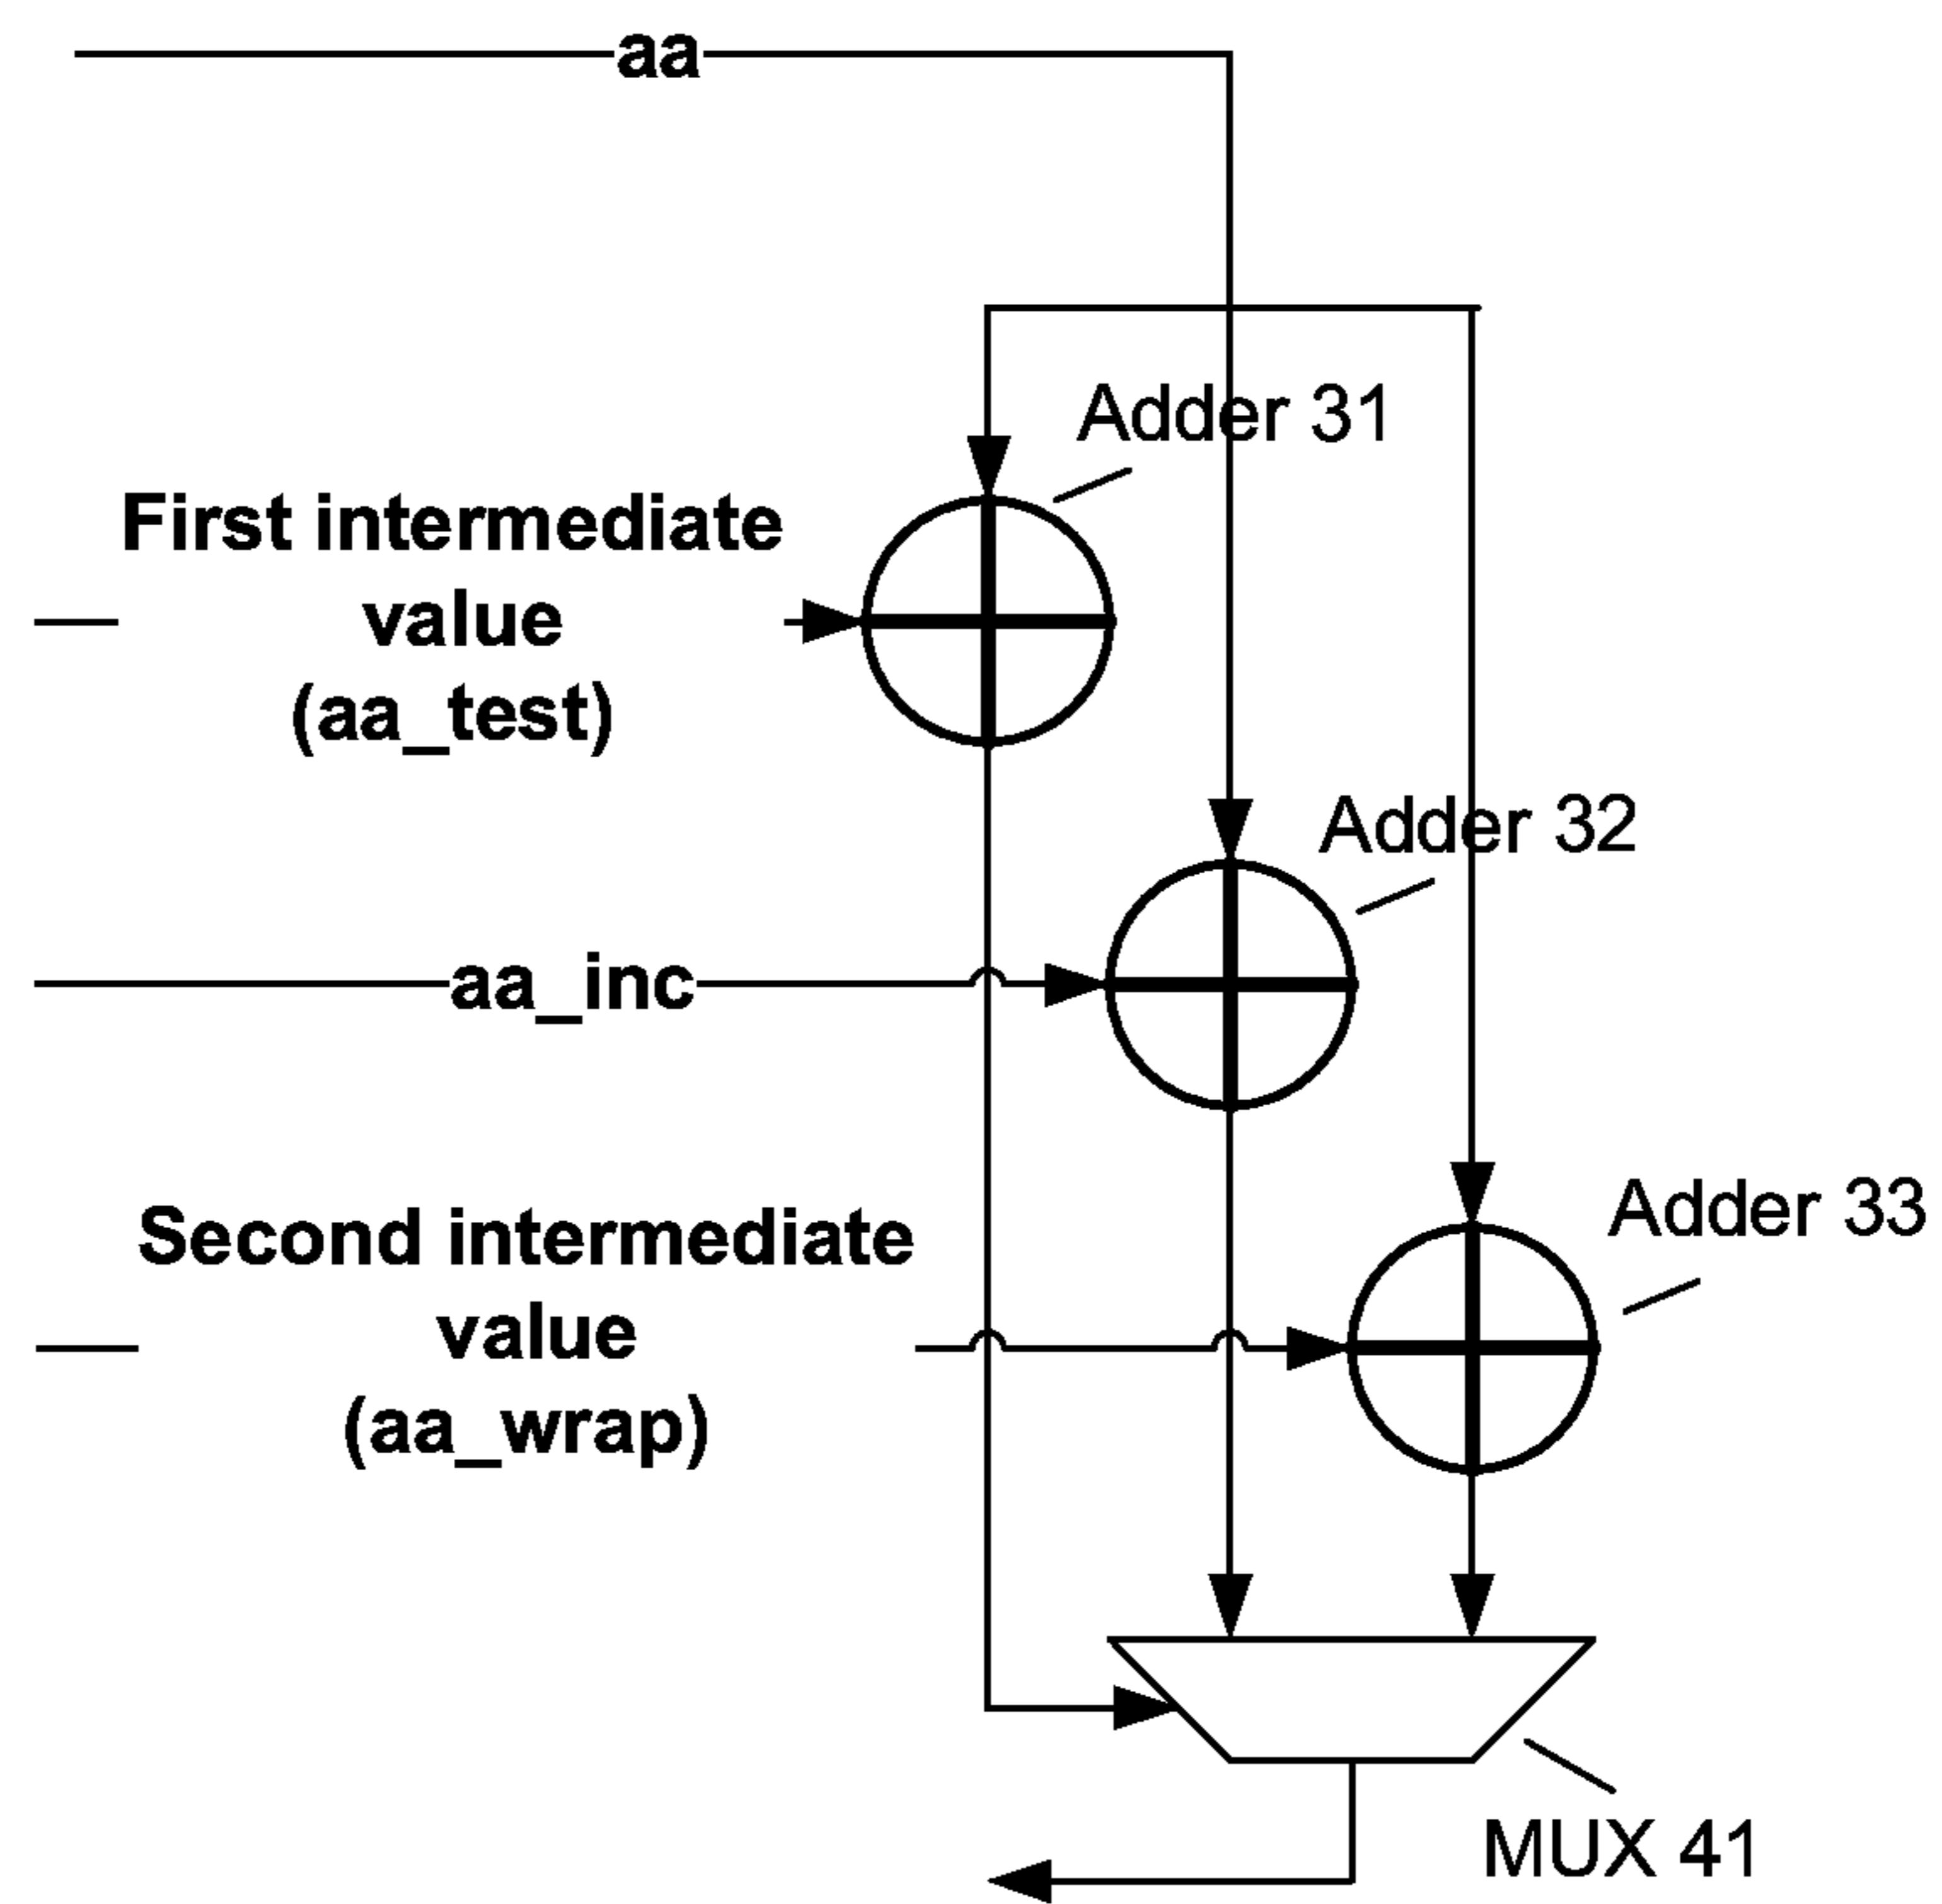 aa
Adder 31
First intermediate
value
(aa_test)
Adder 32
aa_inc
Adder 33
Second intermediate
value
(aa_wrap)
MUX 41